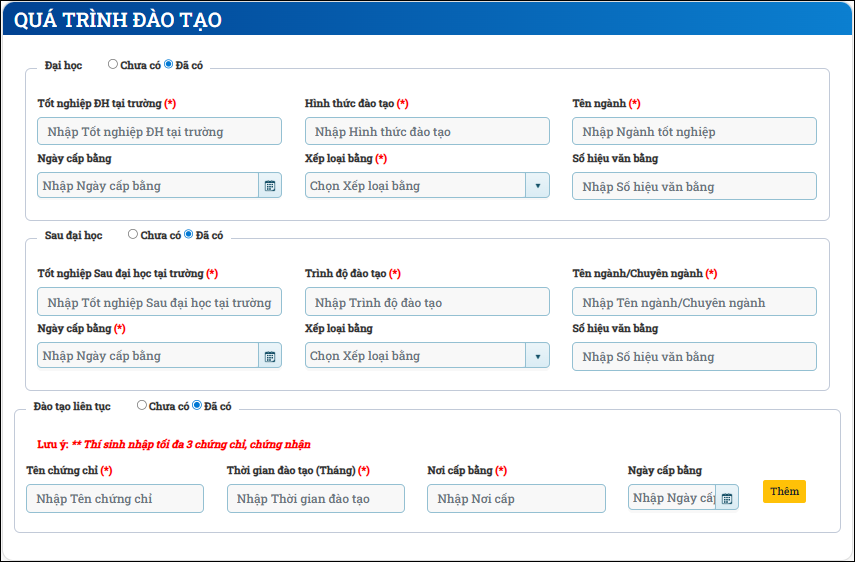 QUÁ TRÌNH ĐÀO TẠO
Đại học Chưa có Đã có
Tốt nghiệp ĐH tại trường (*) Hình thức đào tạo (*) Tên ngành (*)
Nhập Tốt nghiệp ĐH tại trường Nhập Hình thức đào tạo Nhập Ngành tốt nghiệp
Ngày cấp bằng Xếp loại bằng (*) Số hiệu văn bằng
Nhập Ngày cấp bằng Chọn Xếp loại bằng Nhập Số hiệu văn bằng
Sau đại học Chưa có Đã có
Tốt nghiệp Sau đại học tại trường (*) Trình độ đào tạo (*) Tên ngành/Chuyên ngành (*)
Nhập Tốt nghiệp Sau đại học tại trường Nhập Trình độ đào tạo Nhập Tên ngành/Chuyên ngành
Ngày cấp bằng (*) Xếp loại bằng Số hiệu văn bằng
Nhập Ngày cấp bằng Chọn Xếp loại bằng Nhập Số hiệu văn bằng
Đào tạo liên tục Chưa có Đã có
Lưu ý: ** Thí sinh nhập tối đa 3 chứng chỉ, chứng nhận
Tên chứng chỉ (*) Thời gian đào tạo (Tháng) (*) Nơi cấp bằng (*) Ngày cấp bằng
Nhập Tên chứng chỉ Nhập Thời gian đào tạo Nhập Nơi cấp Nhập Ngày cấp Thêm